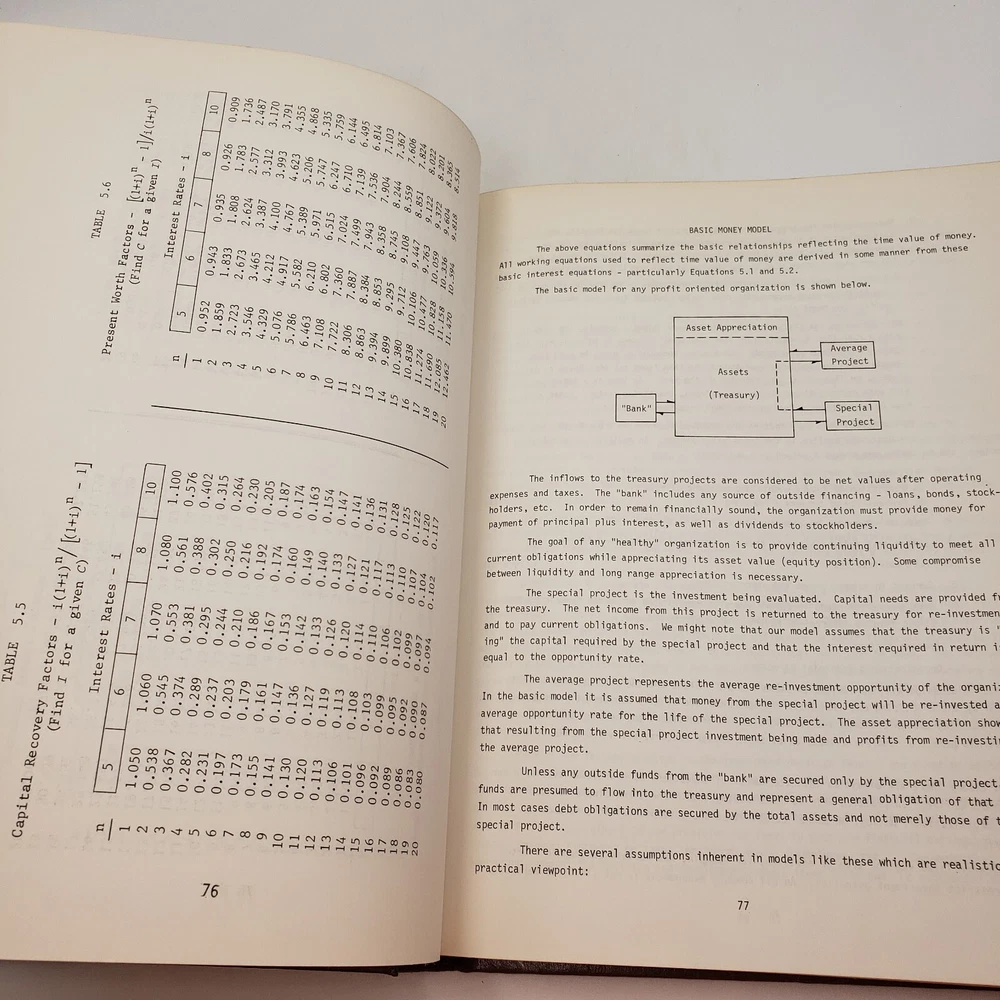 TABLE 5.5
Capital Recovery Factors - i(1+i)^n/[(1+i)^n - 1]
(Find I for a given C)
Interest Rates - i
n 5 6 7 8 10
1 1.050 1.060 1.070 1.080 1.100
2 0.538 0.545 0.553 0.561 0.576
3 0.367 0.374 0.381 0.388 0.402
4 0.282 0.289 0.295 0.302 0.315
5 0.231 0.237 0.244 0.250 0.264
6 0.197 0.203 0.210 0.216 0.230
7 0.173 0.179 0.186 0.192 0.205
8 0.155 0.161 0.167 0.174 0.187
9 0.141 0.147 0.153 0.160 0.174
10 0.130 0.136 0.142 0.149 0.163
11 0.120 0.127 0.133 0.140 0.154
12 0.113 0.119 0.126 0.133 0.147
13 0.106 0.113 0.120 0.127 0.141
14 0.101 0.108 0.114 0.121 0.136
15 0.096 0.103 0.110 0.117 0.131
16 0.092 0.099 0.106 0.113 0.128
17 0.089 0.095 0.102 0.110 0.125
18 0.086 0.092 0.099 0.107 0.122
19 0.083 0.090 0.097 0.104 0.120
20 0.080 0.087 0.094 0.102 0.117
TABLE 5.6
Present Worth Factors - [(1+i)^n - 1]/i(1+i)^n
(Find C for a given I)
Interest Rates - i
n 5 6 7 8 10
1 0.952 0.943 0.935 0.926 0.909
2 1.859 1.833 1.808 1.783 1.736
3 2.723 2.673 2.624 2.577 2.487
4 3.546 3.465 3.387 3.312 3.170
5 4.329 4.212 4.100 3.993 3.791
6 5.076 4.917 4.767 4.623 4.355
7 5.786 5.582 5.389 5.206 4.868
8 6.463 6.210 5.971 5.747 5.335
9 7.108 6.802 6.515 6.247 5.759
10 7.722 7.360 7.024 6.710 6.144
11 8.306 7.887 7.499 7.139 6.495
12 8.863 8.384 7.943 7.536 6.814
13 9.394 8.853 8.358 7.904 7.103
14 9.899 9.295 8.745 8.244 7.367
15 10.380 9.712 9.108 8.559 7.606
16 10.838 10.106 9.447 8.851 7.824
17 11.274 10.477 9.763 9.122 8.022
18 11.690 10.828 10.059 9.372 8.201
19 12.085 11.158 10.336 9.604 8.365
20 12.462 11.470 10.594 9.818 8.514
76
BASIC MONEY MODEL
The above equations summarize the basic relationships reflecting the time value of money.
All working equations used to reflect time value of money are derived in some manner from these
basic interest equations - particularly Equations 5.1 and 5.2.
The basic model for any profit oriented organization is shown below.
Asset Appreciation
Assets
(Treasury)
"Bank"
Average
Project
Special
Project
The inflows to the treasury projects are considered to be net values after operating
expenses and taxes. The "bank" includes any source of outside financing - loans, bonds, stock-
holders, etc. In order to remain financially sound, the organization must provide money for
payment of principal plus interest, as well as dividends to stockholders.
The goal of any "healthy" organization is to provide continuing liquidity to meet all
current obligations while appreciating its asset value (equity position). Some compromise
between liquidity and long range appreciation is necessary.
The special project is the investment being evaluated. Capital needs are provided f
the treasury. The net income from this project is returned to the treasury for re-investmen
and to pay current obligations. We might note that our model assumes that the treasury is "
ing" the capital required by the special project and that the interest required in return i
equal to the opportunity rate.
The average project represents the average re-investment opportunity of the organiz
In the basic model it is assumed that money from the special project will be re-invested a
average opportunity rate for the life of the special project. The asset appreciation show
that resulting from the special project investment being made and profits from re-investi
the average project.
Unless any outside funds from the "bank" are secured only by the special project
funds are presumed to flow into the treasury and represent a general obligation of that
In most cases debt obligations are secured by the total assets and not merely those of t
special project.
There are several assumptions inherent in models like these which are realistic
practical viewpoint:
77